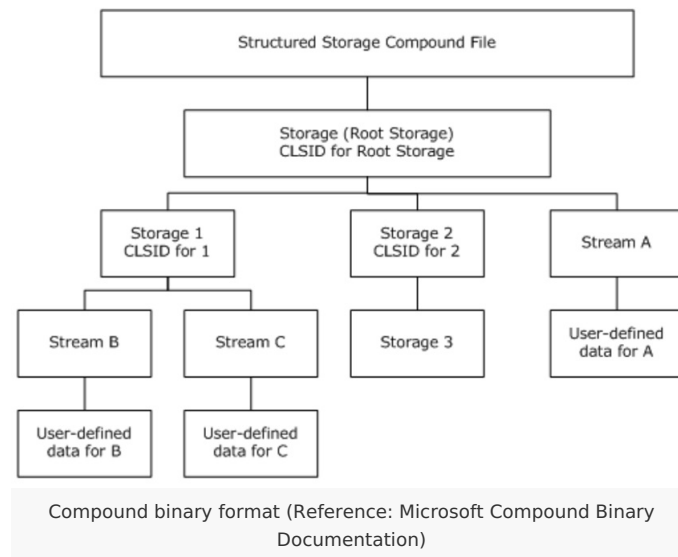 Structured Storage Compound File
Storage (Root Storage)
CLSID for Root Storage
Storage 1
CLSID for 1
Storage 2
CLSID for 2
Stream A
Stream B
Stream C
Storage 3
User-defined
data for A
User-defined
data for B
User-defined
data for C
Compound binary format (Reference: Microsoft Compound Binary
Documentation)